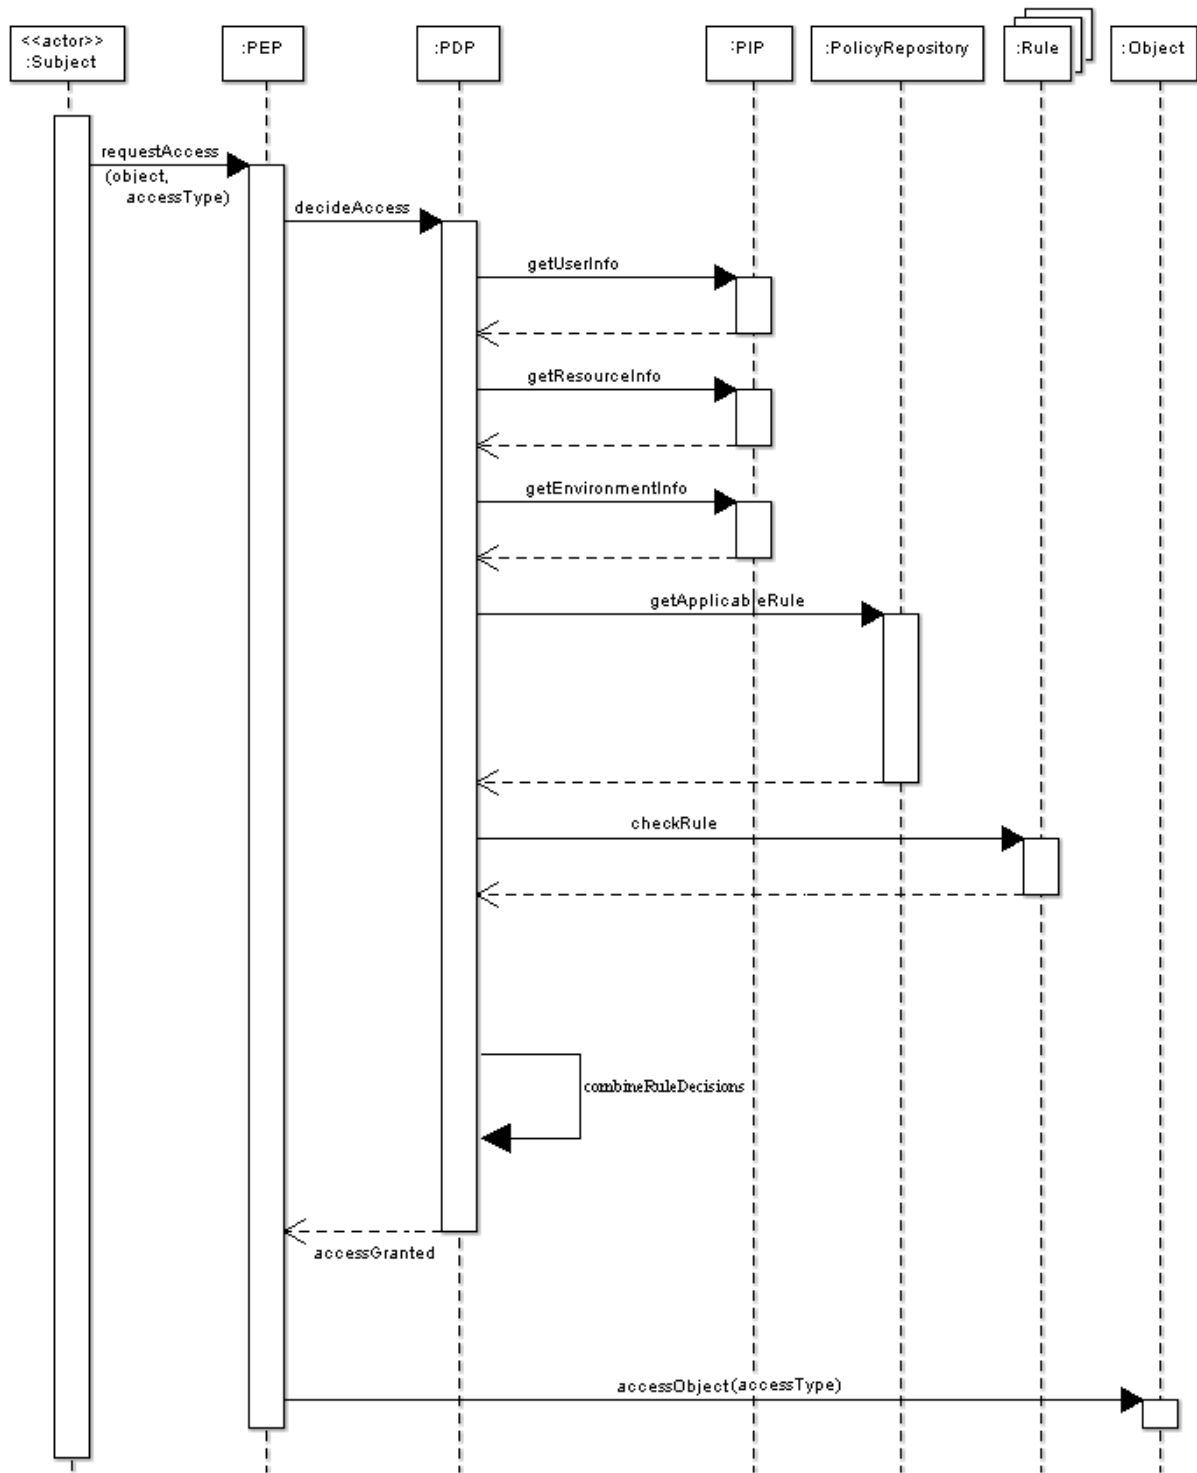 <<actor>>
:Subject
:PEP
:PDP
:PIP
:PolicyRepository
:Rule
:Object
requestAccess
(object,
accessType)
decideAccess
getUserInfo
getResourceInfo
getEnvironmentInfo
getApplicableRule
checkRule
combineRuleDecisions
accessGranted
accessObject(accessType)